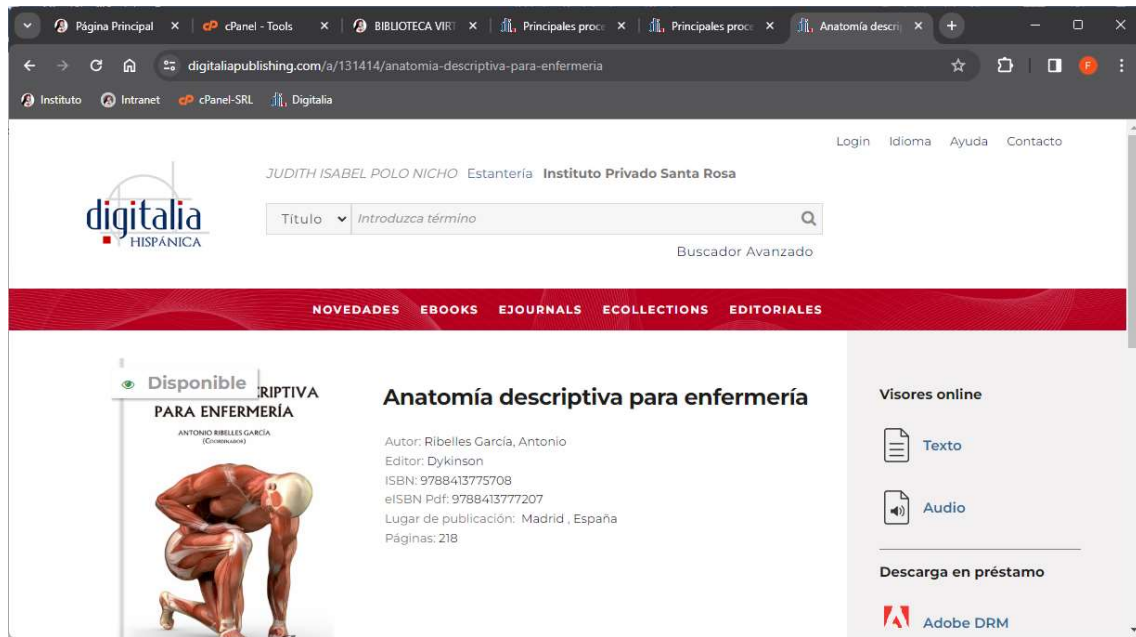 Página Principal
cPanel - Tools
BIBLIOTECA VIRT
Principales proce
Principales proce
Anatomía descrip
digitaliapublishing.com/a/131414/anatomia-descriptiva-para-enfermeria
F
Instituto Intranet cPanel-SRL Digitalia
Login Idioma Ayuda Contacto
JUDITH ISABEL POLO NICHO Estantería Instituto Privado Santa Rosa
digitalia
HISPÁNICA
Título Introduzca término
Buscador Avanzado
NOVEDADES EBOOKS EJOURNALS ECOLLECTIONS EDITORIALES
Disponible
RIPTIVA
PARA ENFERMERÍA
ANTONIO RIBELLES GARCÍA
(COORDINADOR)
Anatomía descriptiva para enfermería
Autor: Ribelles García, Antonio
Editor: Dykinson
ISBN: 9788413775708
eISBN Pdf: 9788413777207
Lugar de publicación: Madrid , España
Páginas: 218
Visores online
Texto
Audio
Descarga en préstamo
Adobe DRM